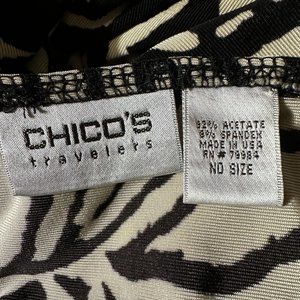 CHICO'S
travelers
92% ACETATE
8% SPANDEX
MADE IN USA
RN # 79984
NO SIZE